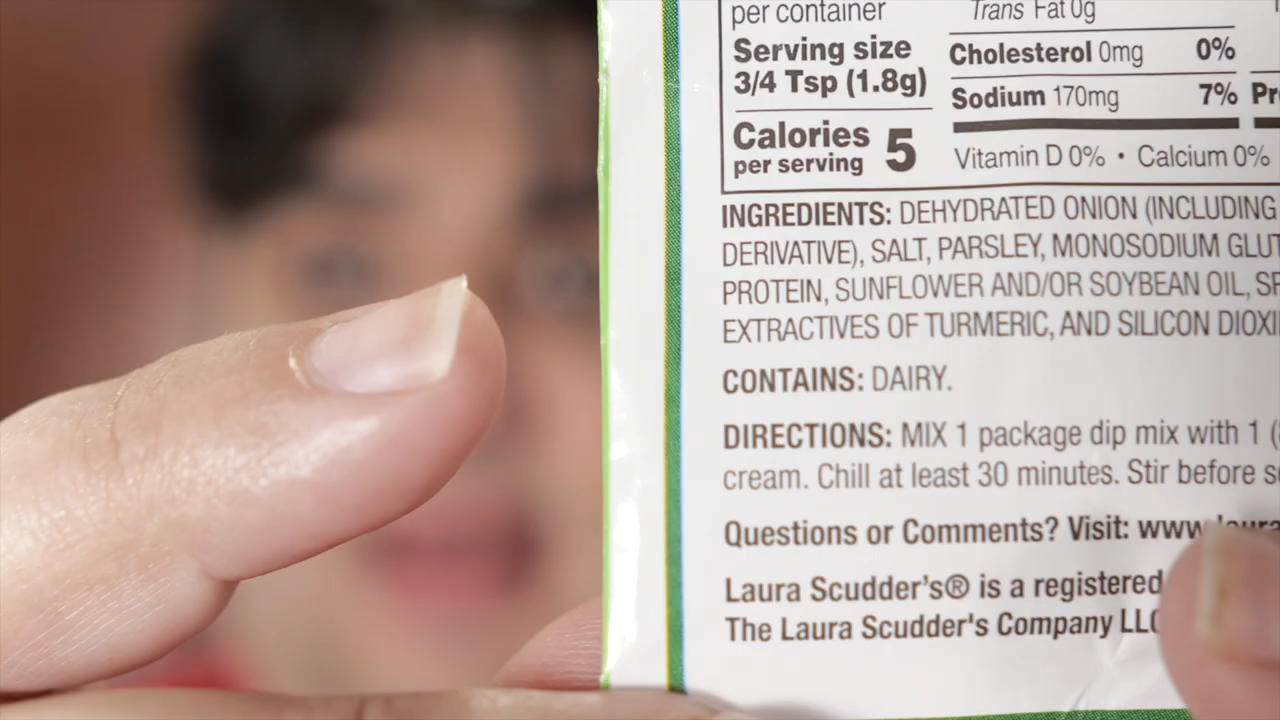 per container
Serving size
3/4 Tsp (1.8g)
Calories
per serving 5
Trans Fat 0g
Cholesterol 0mg 0%
Sodium 170mg 7%
Vitamin D 0% • Calcium 0%
INGREDIENTS: DEHYDRATED ONION (INCLUDING
DERIVATIVE), SALT, PARSLEY, MONOSODIUM
PROTEIN, SUNFLOWER AND/OR SOYBEAN OIL,
EXTRACTIVES OF TURMERIC, AND SILICON
CONTAINS: DAIRY.
DIRECTIONS: MIX 1 package dip mix with 1
cream. Chill at least 30 minutes. Stir before
Questions or Comments? Visit:
Laura Scudder's® is a registered
The Laura Scudder's Company LLC